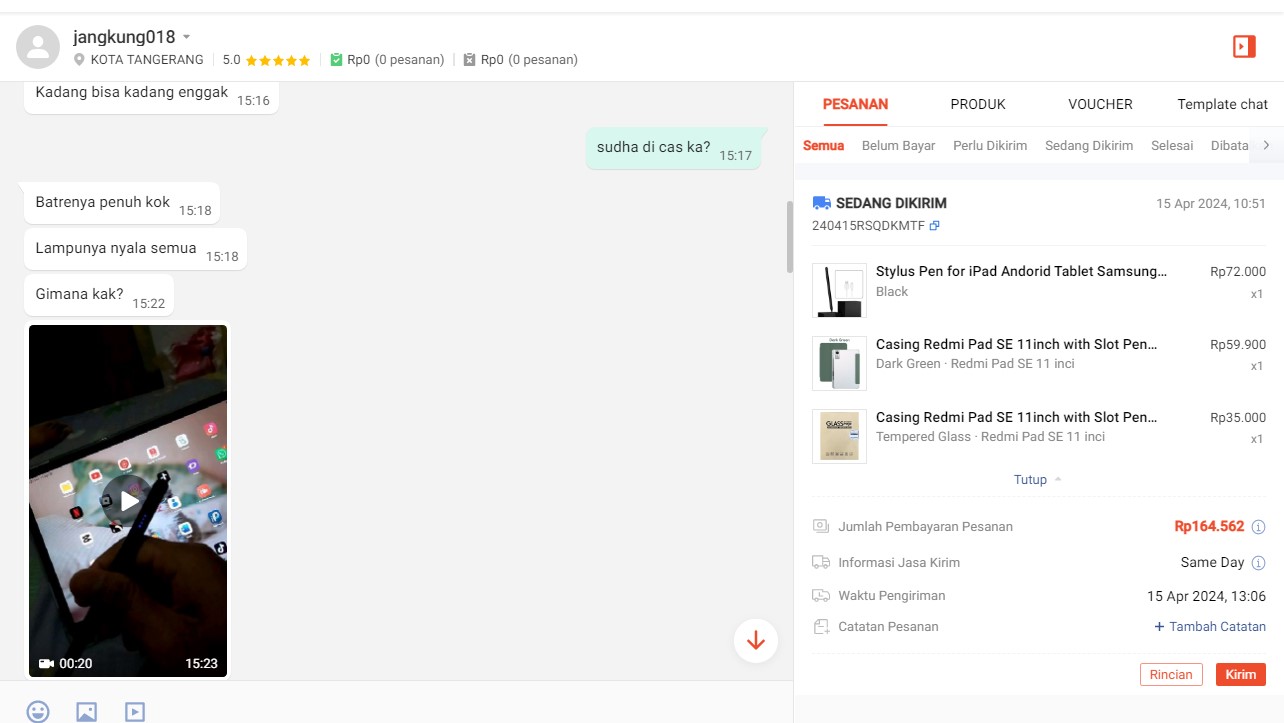 jangkung018
KOTA TANGERANG 5.0 Rp0 (0 pesanan) Rp0 (0 pesanan)
Kadang bisa kadang enggak 15:16
sudha di cas ka? 15:17
Batrenya penuh kok 15:18
Lampunya nyala semua 15:18
Gimana kak? 15:22
00:20 15:23
PESANAN PRODUK VOUCHER Template chat
Semua Belum Bayar Perlu Dikirim Sedang Dikirim Selesai Dibata
SEDANG DIKIRIM 15 Apr 2024, 10:51
240415RSQDKMTF
Stylus Pen for iPad Andorid Tablet Samsung... Rp72.000
Black x1
Dark Green
Casing Redmi Pad SE 11inch with Slot Pen... Rp59.900
Dark Green · Redmi Pad SE 11 inci x1
GLASS
Casing Redmi Pad SE 11inch with Slot Pen... Rp35.000
Tempered Glass · Redmi Pad SE 11 inci x1
Tutup
Jumlah Pembayaran Pesanan Rp164.562
Informasi Jasa Kirim Same Day
Waktu Pengiriman 15 Apr 2024, 13:06
Catatan Pesanan + Tambah Catatan
Rincian Kirim